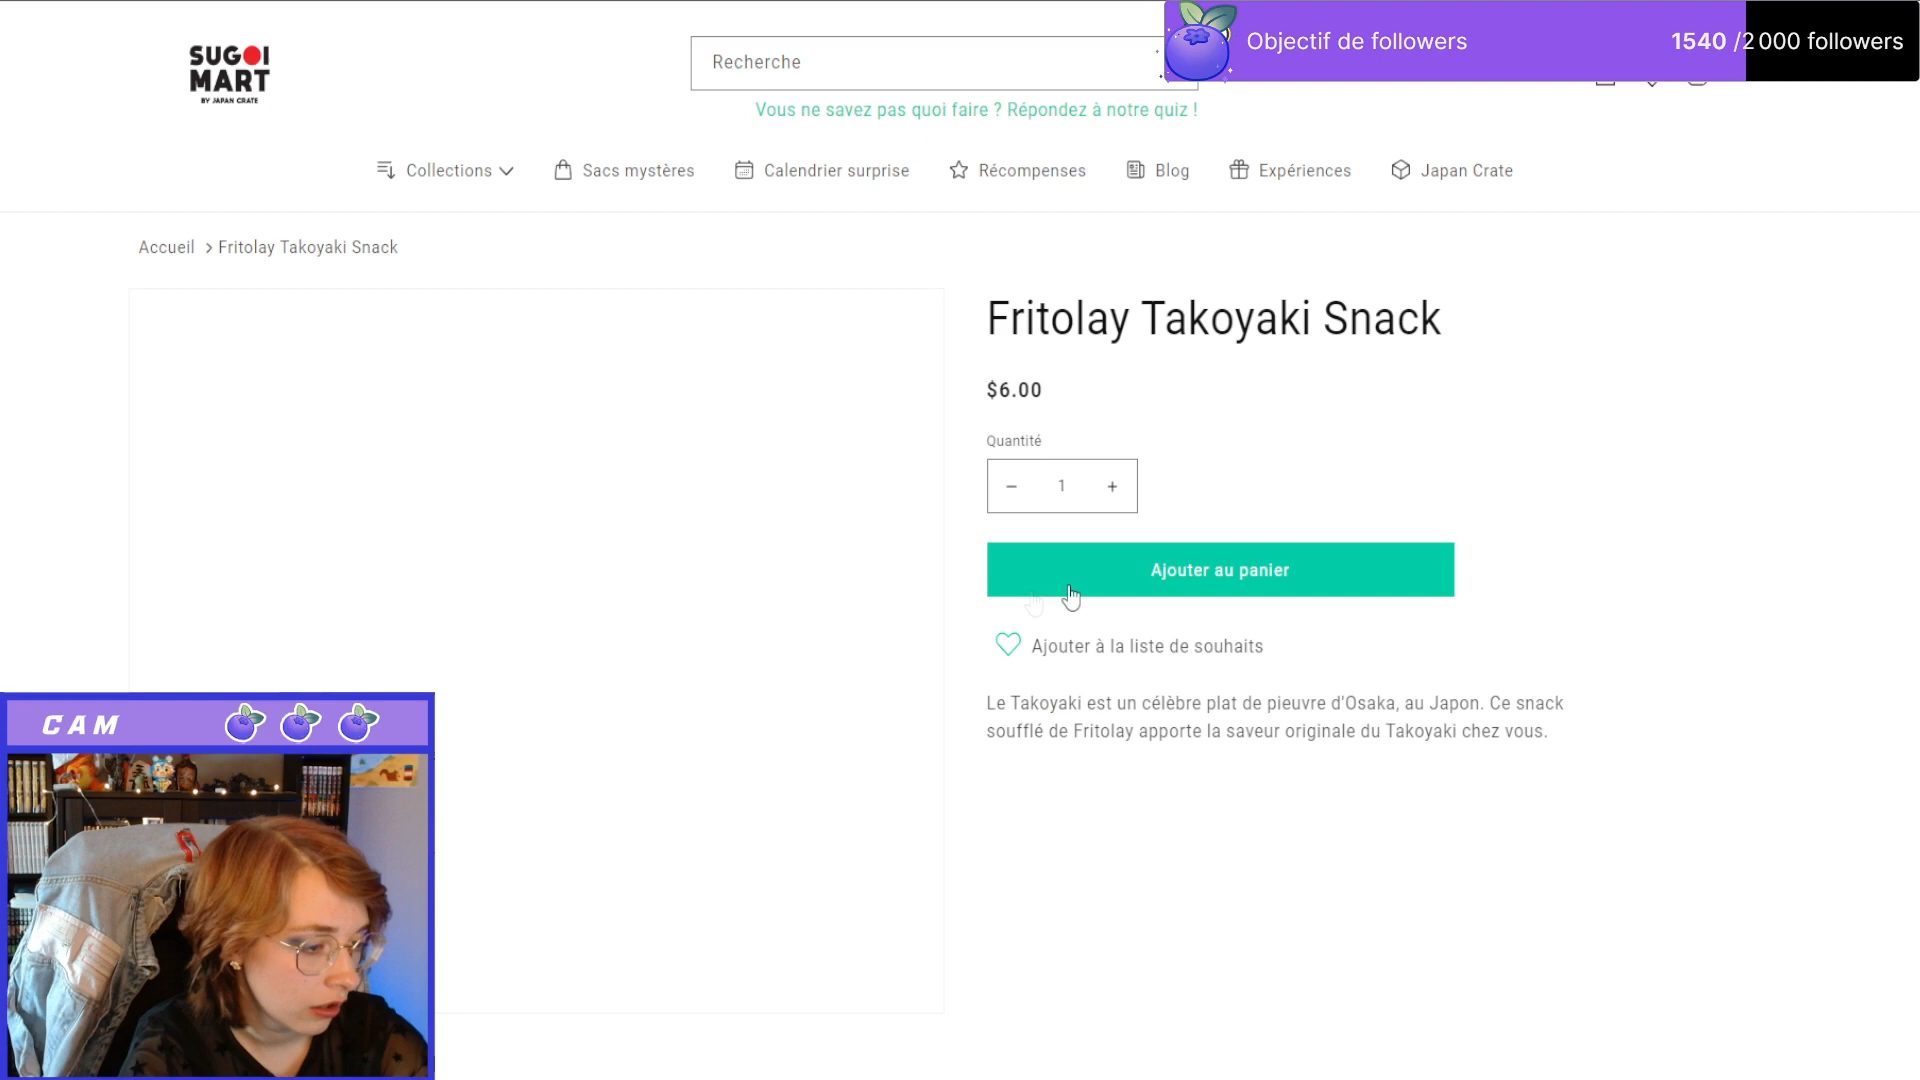 SUGOI
MART
BY JAPAN CRATE
Recherche
Objectif de followers
1540 /2 000 followers
Vous ne savez pas quoi faire ? Répondez à notre quiz !
Collections
Sacs mystères
Calendrier surprise
Récompenses
Blog
Expériences
Japan Crate
Accueil > Fritolay Takoyaki Snack
Fritolay Takoyaki Snack
$6.00
Quantité
− 1 +
Ajouter au panier
Ajouter à la liste de souhaits
Le Takoyaki est un célèbre plat de pieuvre d'Osaka, au Japon. Ce snack
soufflé de Fritolay apporte la saveur originale du Takoyaki chez vous.
CAM